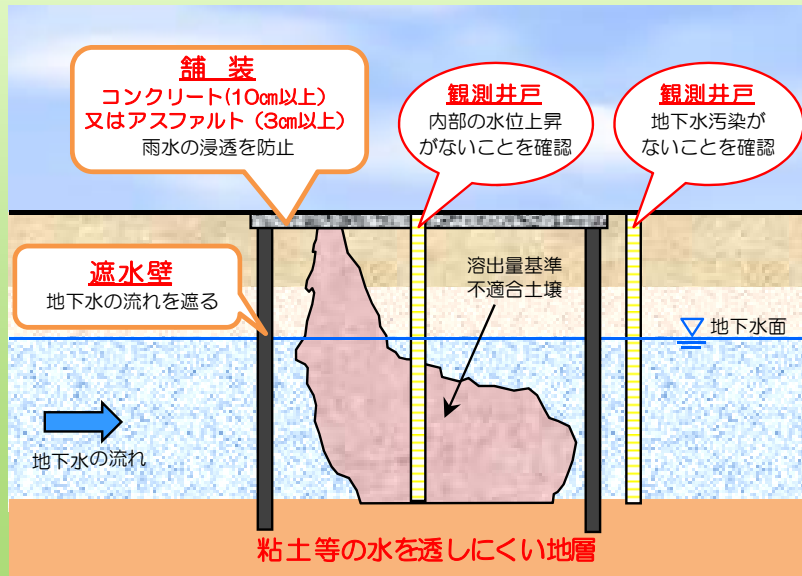 舗 装
コンクリート(10㎝以上)
又はアスファルト（3㎝以上）
雨水の浸透を防止
観測井戸
内部の水位上昇
がないことを確認
観測井戸
地下水汚染が
ないことを確認
遮水壁
地下水の流れを遮る
溶出量基準
不適合土壌
地下水面
地下水の流れ
粘土等の水を透しにくい地層